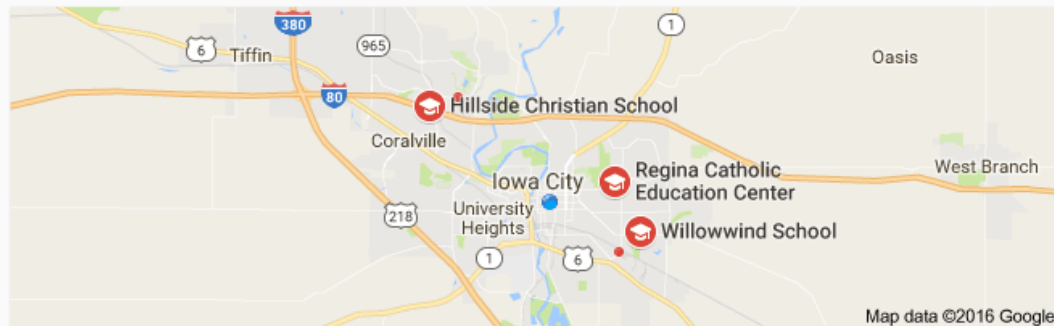 380
1
6
Tiffin
965
Oasis
80
Hillside Christian School
Coralville
West Branch
Regina Catholic
Education Center
Iowa City
218
University
Heights
Willowwind School
1
6
Map data ©2016 Google